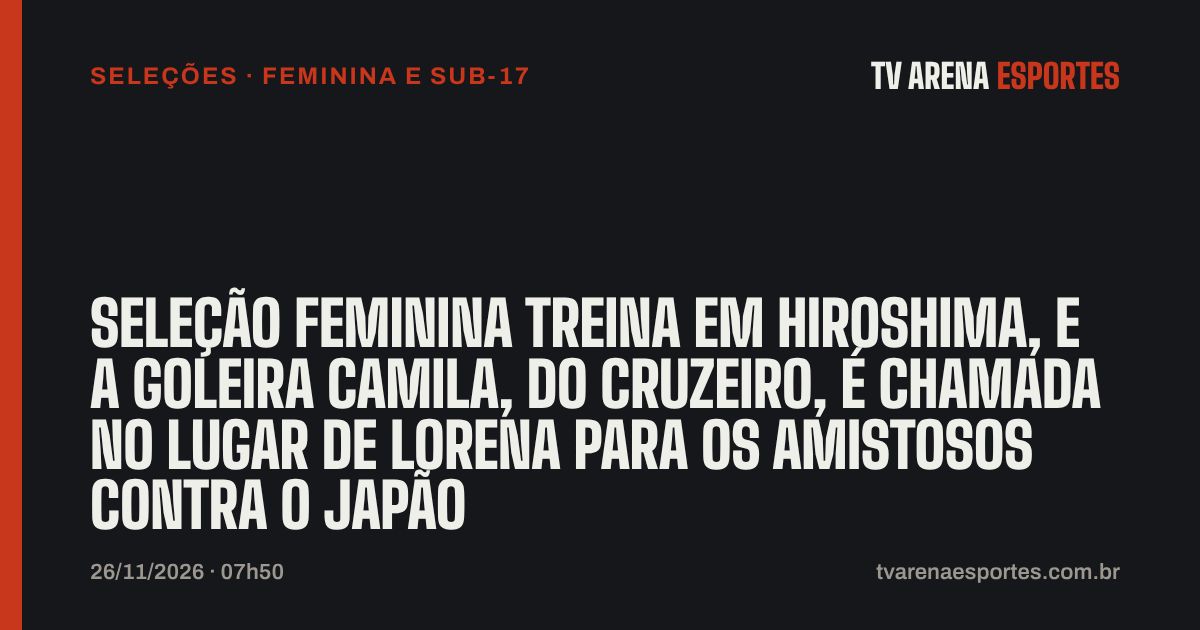 SELEÇÕES · FEMININA E SUB-17
TV ARENA ESPORTES
SELEÇÃO FEMININA TREINA EM HIROSHIMA, E
A GOLEIRA CAMILA, DO CRUZEIRO, É CHAMADA
NO LUGAR DE LORENA PARA OS AMISTOSOS
CONTRA O JAPÃO
26/11/2026 · 07h50
tvarenaesportes.com.br